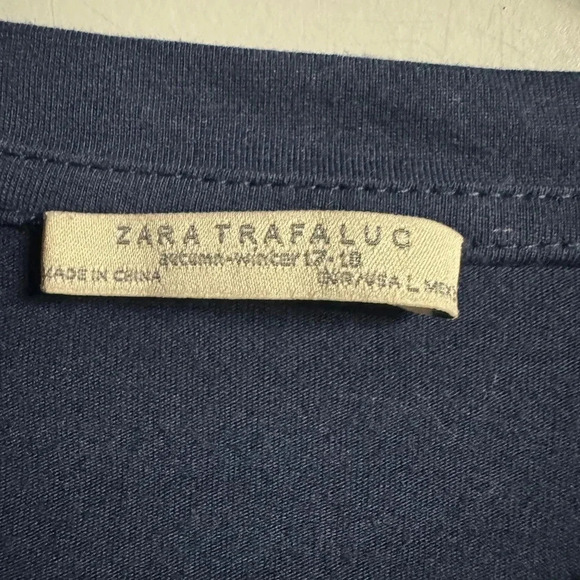 ZARA TRAFALUC
autumn-winter 17-18
MADE IN CHINA EUR/USA L MEX